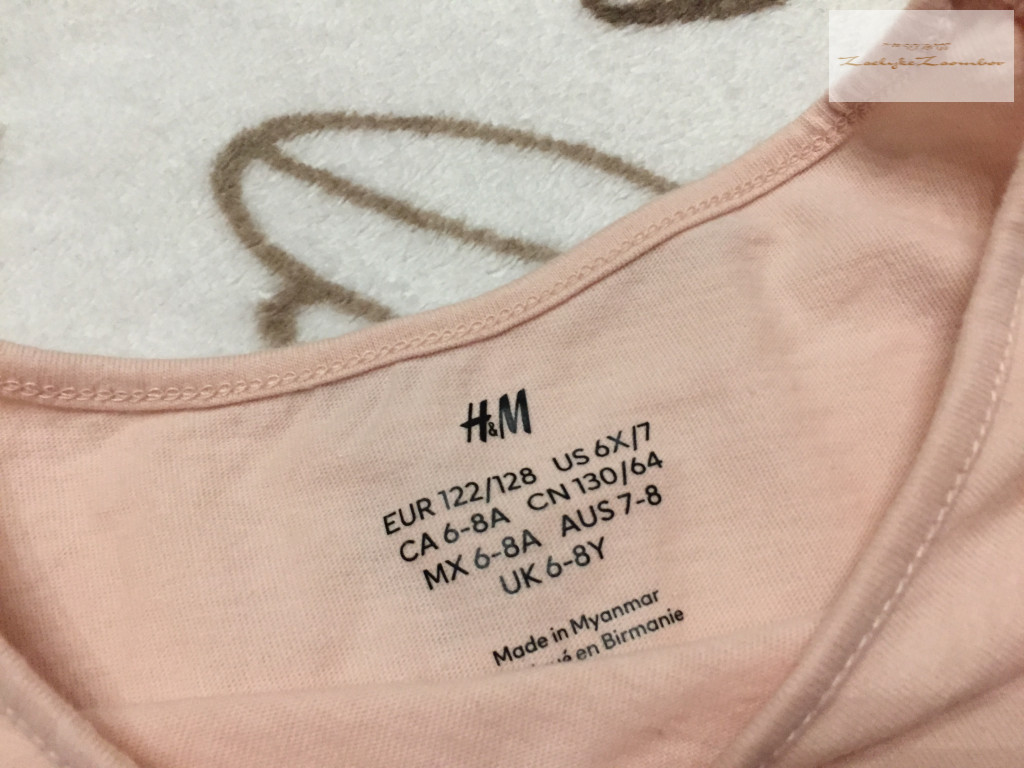 H&M
EUR 122/128 US 6X/7
CA 6-8A CN 130/64
MX 6-8A AUS 7-8
UK 6-8Y
Made in Myanmar
en Birmanie